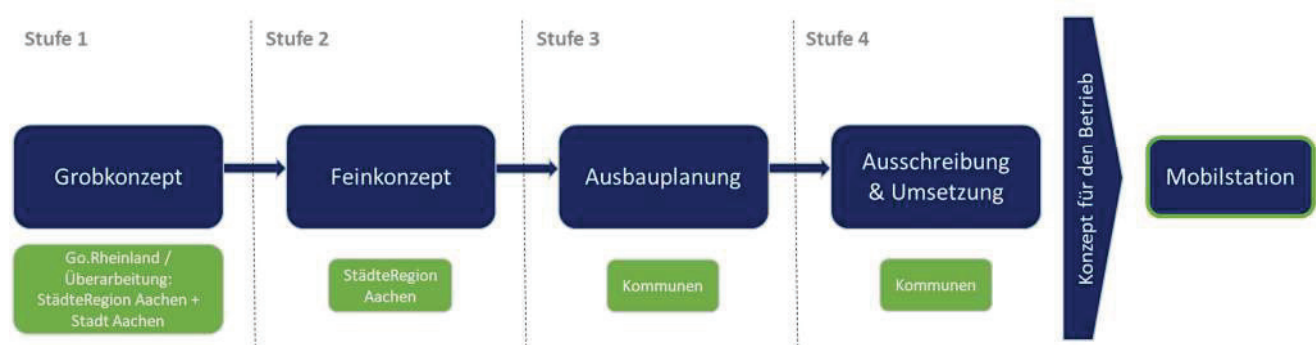 Stufe 1
Stufe 2
Stufe 3
Stufe 4
Grobkonzept
Feinkonzept
Ausbauplanung
Ausschreibung
& Umsetzung
Konzept für den Betrieb
Mobilstation
Go.Rheinland /
Überarbeitung:
StädteRegion Aachen +
Stadt Aachen
StädteRegion
Aachen
Kommunen
Kommunen